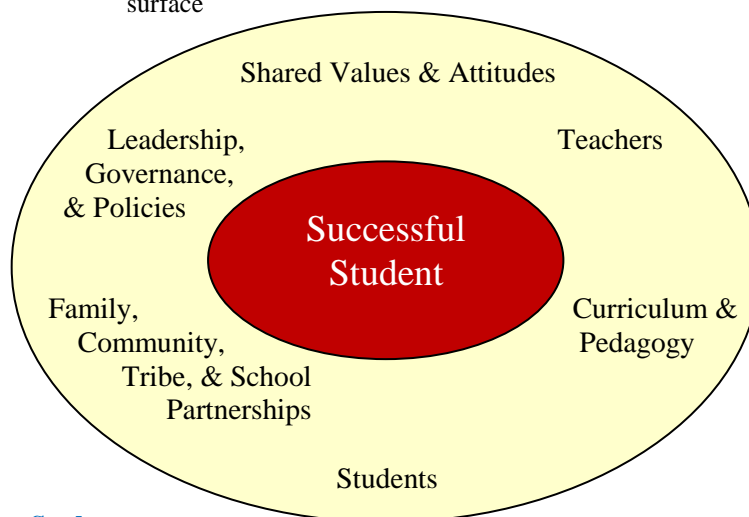 surface
Shared Values & Attitudes
Leadership,
Governance,
& Policies
Teachers
Successful
Student
Family,
Community,
Tribe, & School
Partnerships
Curriculum &
Pedagogy
Students